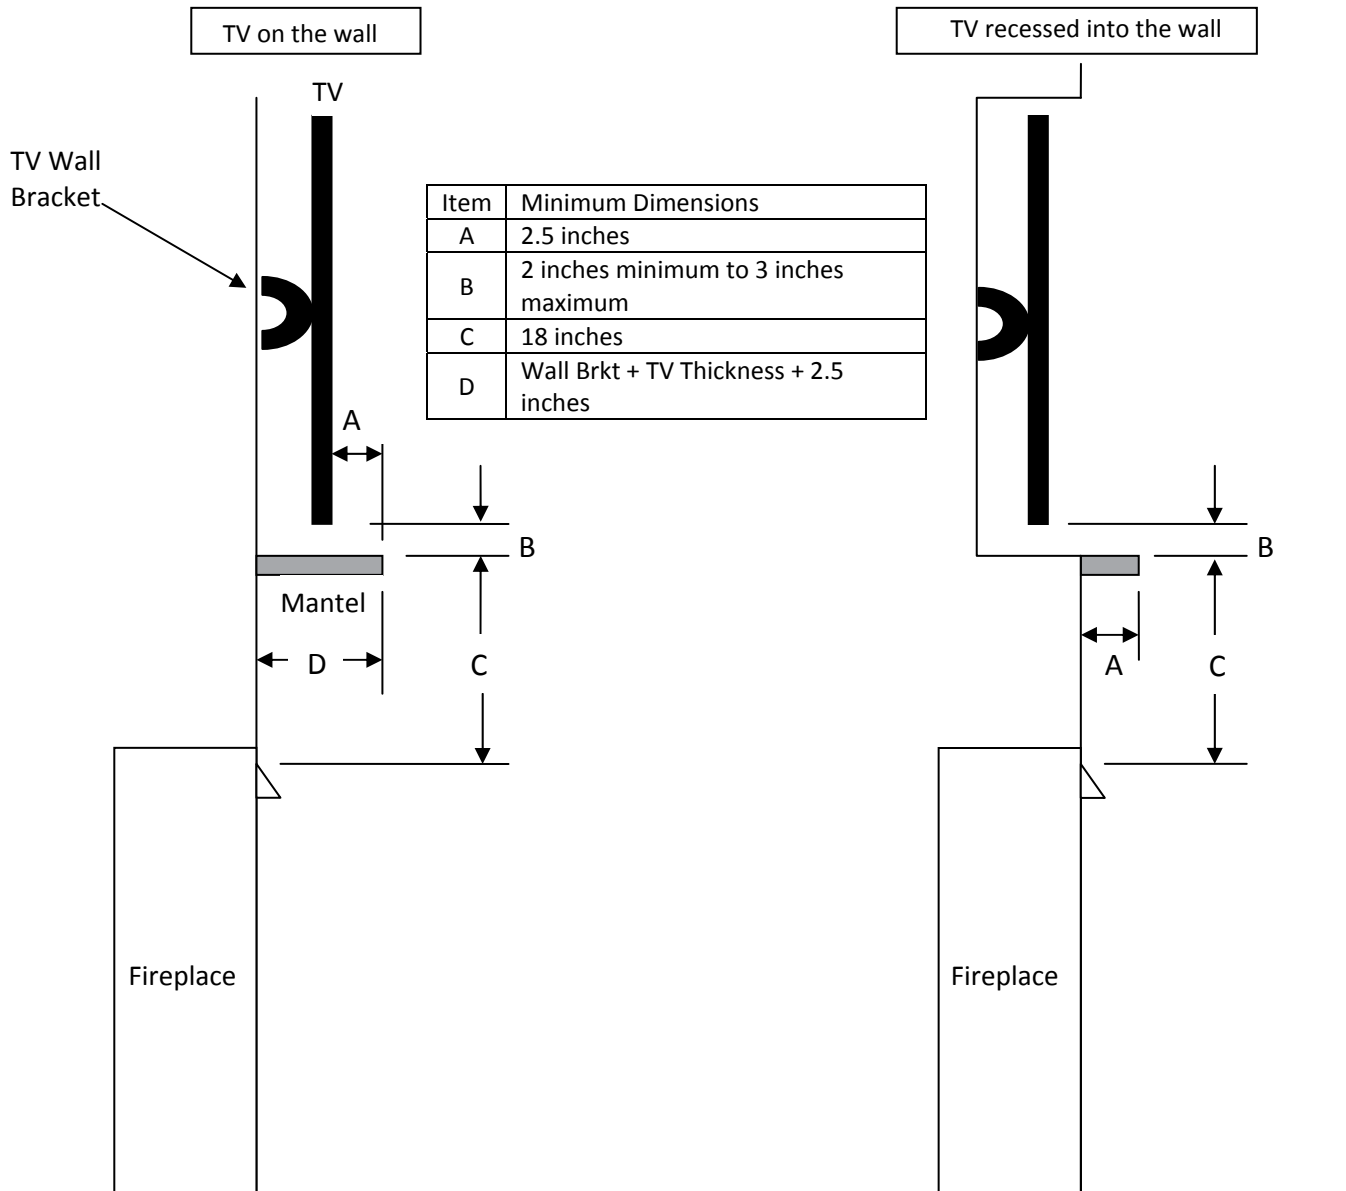 TV on the wall
TV recessed into the wall
TV
TV Wall
Bracket
Item Minimum Dimensions
A 2.5 inches
B 2 inches minimum to 3 inches
maximum
C 18 inches
D Wall Brkt + TV Thickness + 2.5
inches
A
B
B
Mantel
D
C
A
C
Fireplace
Fireplace